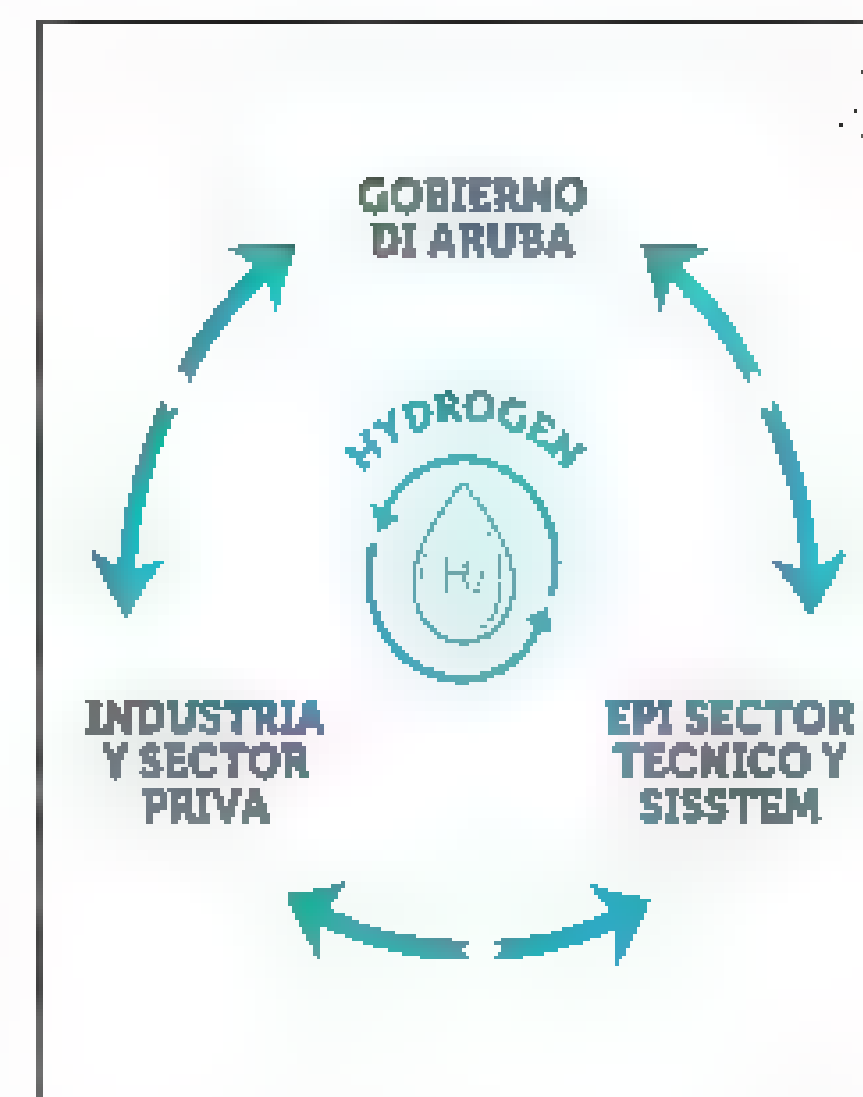 GOBIERNO
DI ARUBA
HYDROGEN
H₂
INDUSTRIA
Y SECTOR
PRIVA
EPI SECTOR
TECNICO Y
SISSTEM